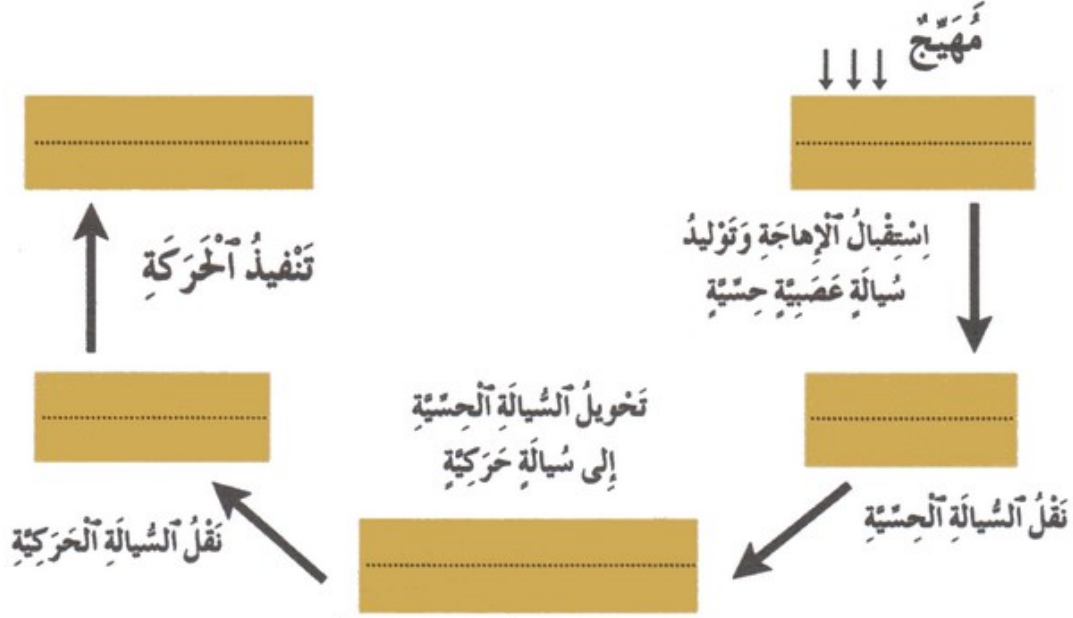 مُهَيِّجٌ
اِسْتِقْبالُ ٱلْإِهاجَةِ وَتَوْليدُ
سُيالَةٍ عَصَبِيَّةٍ حِسِّيَّةٍ
نَقْلُ ٱلسُّيالَةِ ٱلْحِسِّيَّةِ
تَحْويلُ ٱلسُّيالَةِ ٱلْحِسِّيَّةِ
إِلى سُيالَةٍ حَرَكِيَّةٍ
نَقْلُ ٱلسُّيالَةِ ٱلْحَرَكِيَّةِ
تَنْفيذُ ٱلْحَرَكَةِ